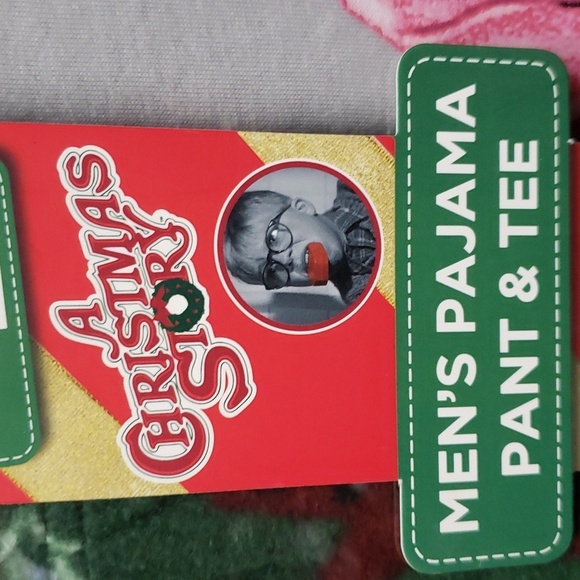 A
CHRISTMAS
STORY
MEN'S PAJAMA
PANT & TEE